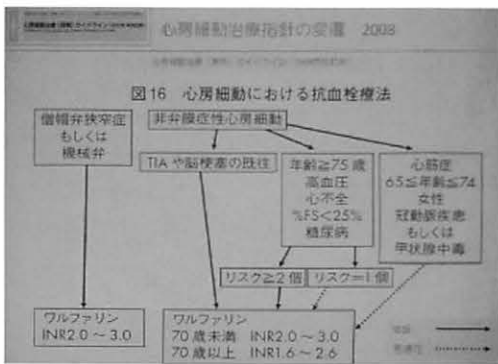 心房細動治療指針の変遷 2008
図16 心房細動における抗血栓療法
僧帽弁狭窄症
もしくは
機械弁
非弁膜症性心房細動
TIAや脳梗塞の既往
年齢≧75歳
高血圧
心不全
%FS<25%
糖尿病
心筋症
65≦年齢≦74
女性
冠動脈疾患
もしくは
甲状腺中毒
リスク≧2個
リスク=1個
ワルファリン
INR2.0~3.0
ワルファリン
70歳未満 INR2.0~3.0
70歳以上 INR1.6~2.6